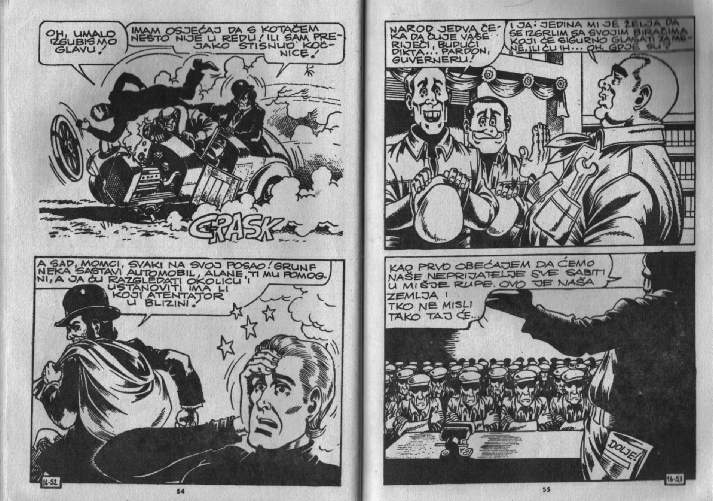 OH, UMALO
IZGUBISMO
GLAVU!
IMAM OSJEĆAJ DA S KOTAČEM
NEŠTO NIJE U REDU! ILI SAM PRE-
JAKO STISNUO KOČ-
NICE!
CRASK
A SAD, MOMCI, SVAKI NA SVOJ POSAO! GRUNF
NEKA SASTAVI AUTOMOBIL, ALANE, TI MU POMOG-
NI, A JA ĆU RAZGLEDATI OKOLICU I
USTANOVITI IMA LI
KOJI ATENTATOR
U BLIZINI!
54
NAROD JEDVA ČE-
KA DA ČUJE VAŠE
RIJEČI, BUDUĆI
DIKTA... PARDON,
GUVERNERU!
I JA! JEDINA MI JE ŽELJA DA
SE IZGRLIM SA SVOJIM BIRAČIMA
KOJI ĆE SIGURNO GLASATI ZA ME-
NE, ILI ĆU IH... OH, GDJE SU?
KAO PRVO OBEĆAJEM DA ĆEMO
NAŠE NEPRIJATELJE SVE SABITI
U MIŠJE RUPE. OVO JE NAŠA
ZEMLJA I
TKO NE MISLI
TAKO TAJ ĆE...
DOLJE!
55